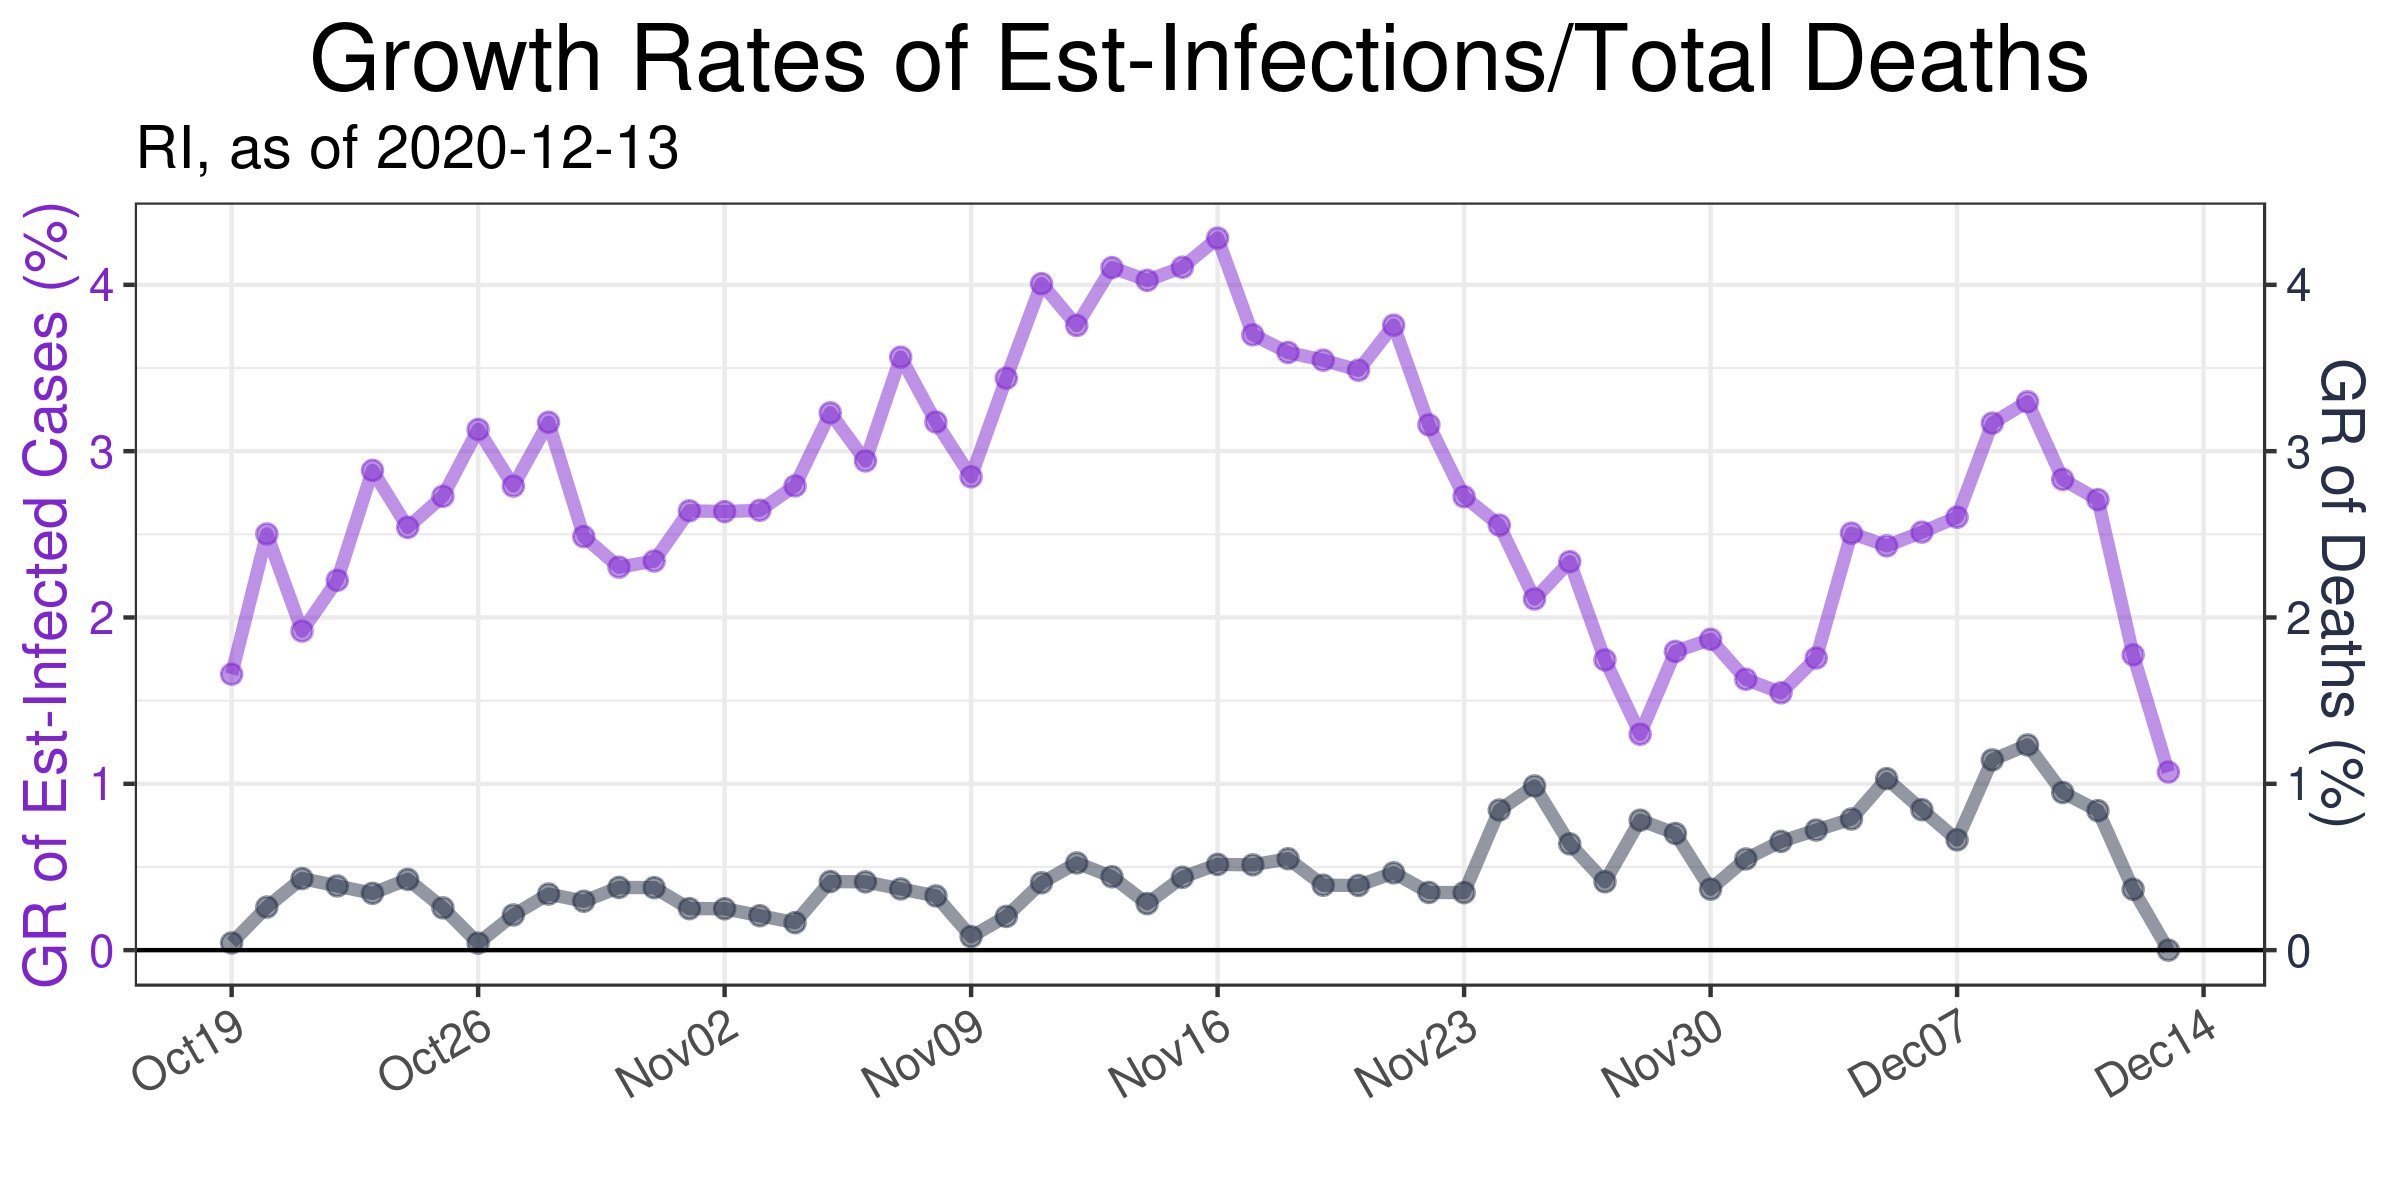 Growth Rates of Est-Infections/Total Deaths
RI, as of 2020-12-13
GR of Est-Infected Cases (%)
4
3
2
1
0
4
3
2
1
0
GR of Deaths (%)
Oct19
Oct26
Nov02
Nov09
Nov16
Nov23
Nov30
Dec07
Dec14